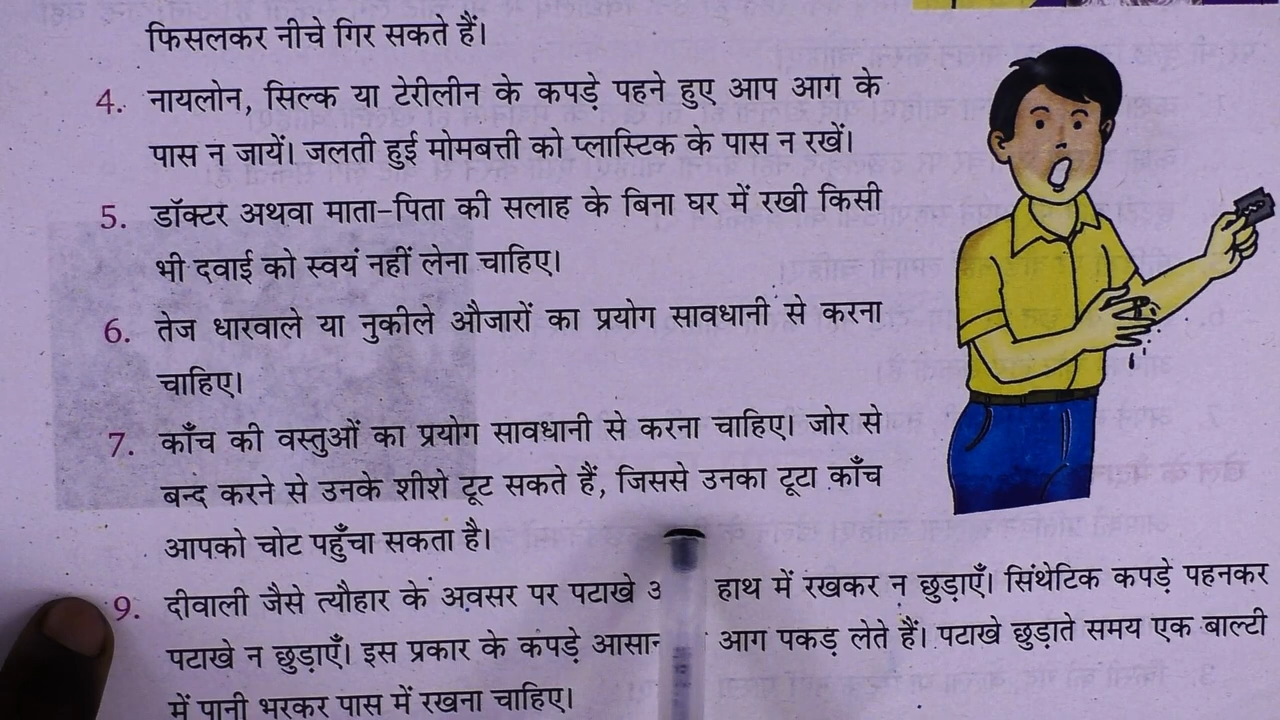 फिसलकर नीचे गिर सकते हैं।
4. नायलोन, सिल्क या टेरीलीन के कपड़े पहने हुए आप आग के
पास न जायें। जलती हुई मोमबत्ती को प्लास्टिक के पास न रखें।
5. डॉक्टर अथवा माता-पिता की सलाह के बिना घर में रखी किसी
भी दवाई को स्वयं नहीं लेना चाहिए।
6. तेज धारवाले या नुकीले औजारों का प्रयोग सावधानी से करना
चाहिए।
7. काँच की वस्तुओं का प्रयोग सावधानी से करना चाहिए। जोर से
बन्द करने से उनके शीशे टूट सकते हैं, जिससे उनका टूटा काँच
आपको चोट पहुँचा सकता है।
9. दीवाली जैसे त्यौहार के अवसर पर पटाखे हाथ में रखकर न छुड़ाएँ। सिंथेटिक कपड़े पहनकर
पटाखे न छुड़ाएँ। इस प्रकार के कपड़े आग पकड़ लेते हैं। पटाखे छुड़ाते समय एक बाल्टी
में पानी भरकर पास में रखना चाहिए।